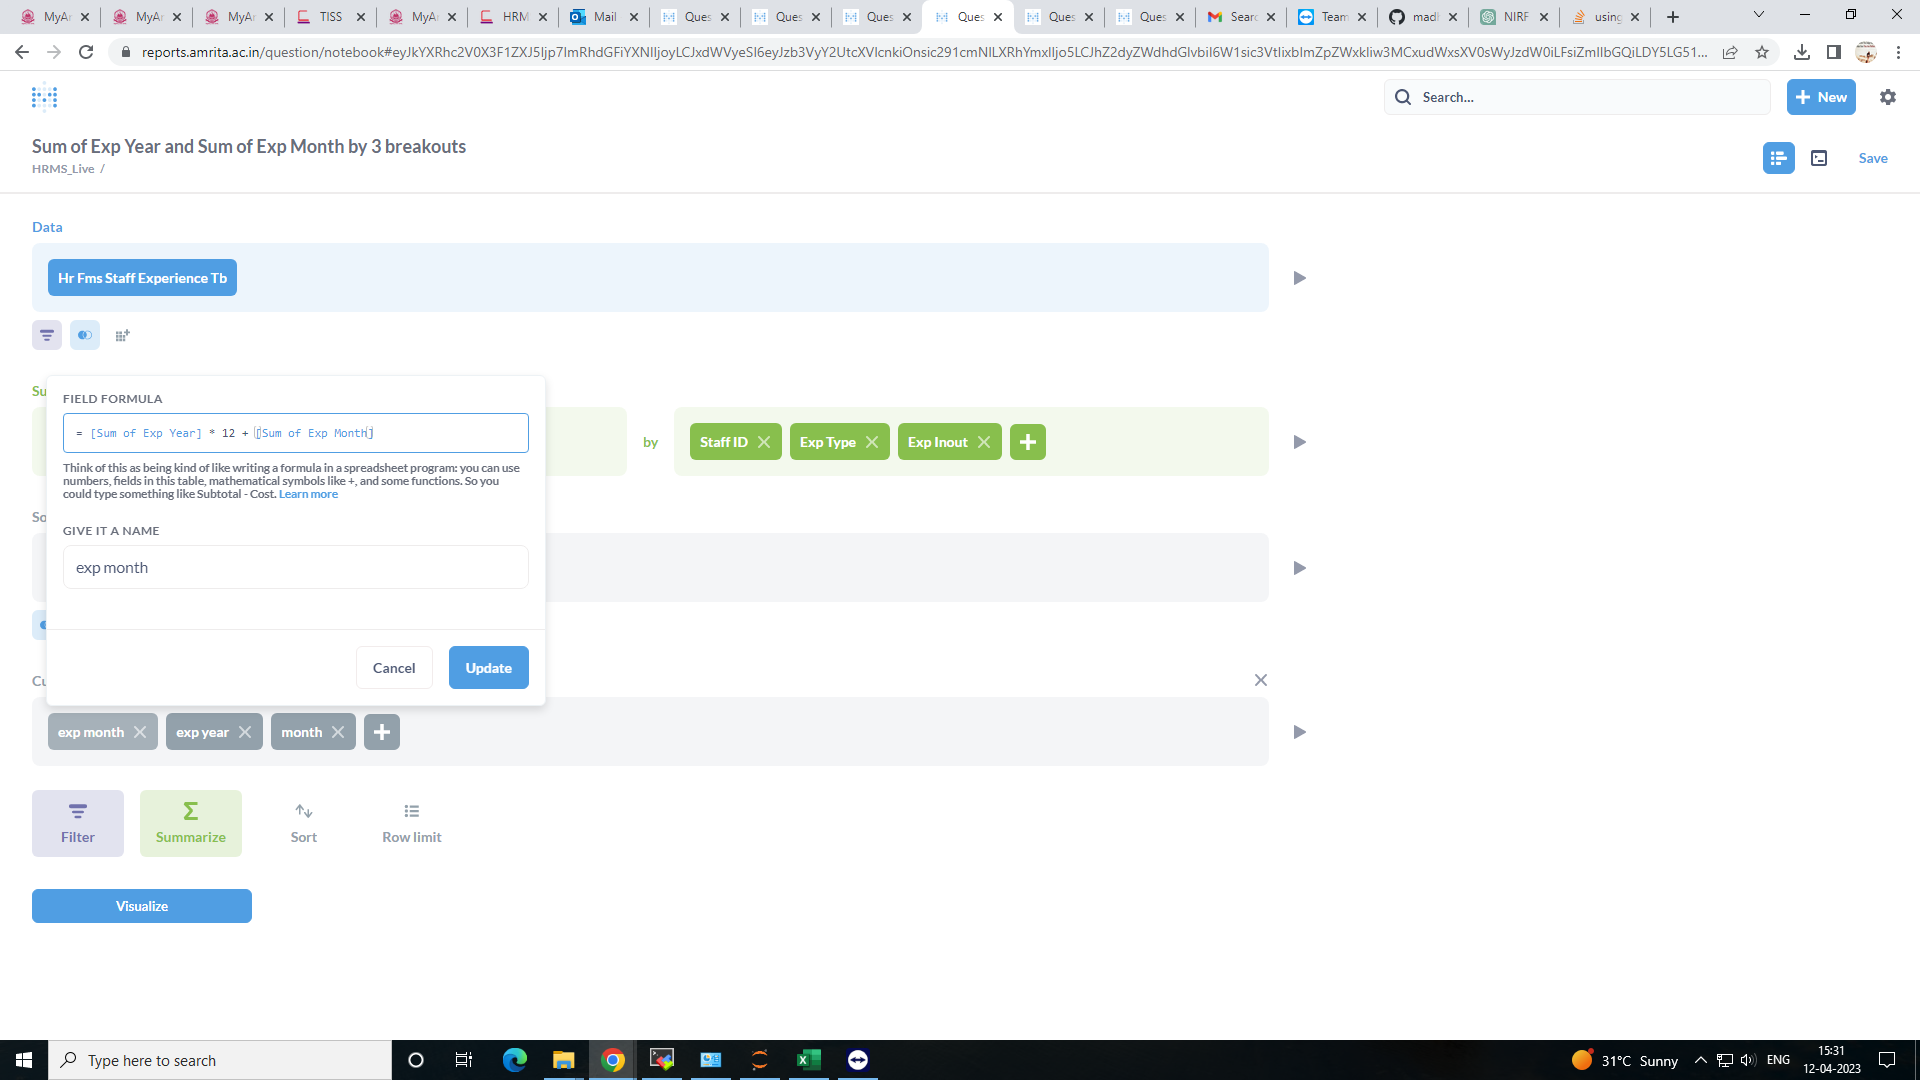 MyAr
MyAr
MyAr
TISS
MyAr
HRM
Mail
Ques
Ques
Ques
Ques
Ques
Ques
Searc
Team
madh
NIRF
using
reports.amrita.ac.in/question/notebook#
Search...
New
Sum of Exp Year and Sum of Exp Month by 3 breakouts
HRMS_Live /
Save
Data
Hr Fms Staff Experience Tb
Su
FIELD FORMULA
= [Sum of Exp Year] * 12 + [Sum of Exp Month]
Think of this as being kind of like writing a formula in a spreadsheet program: you can use
numbers, fields in this table, mathematical symbols like +, and some functions. So you
could type something like Subtotal - Cost. Learn more
by
Staff ID
Exp Type
Exp Inout
So
GIVE IT A NAME
exp month
Cancel
Update
Cu
exp month
exp year
month
Filter
Summarize
Sort
Row limit
Visualize
Type here to search
31°C Sunny
ENG
15:31
12-04-2023